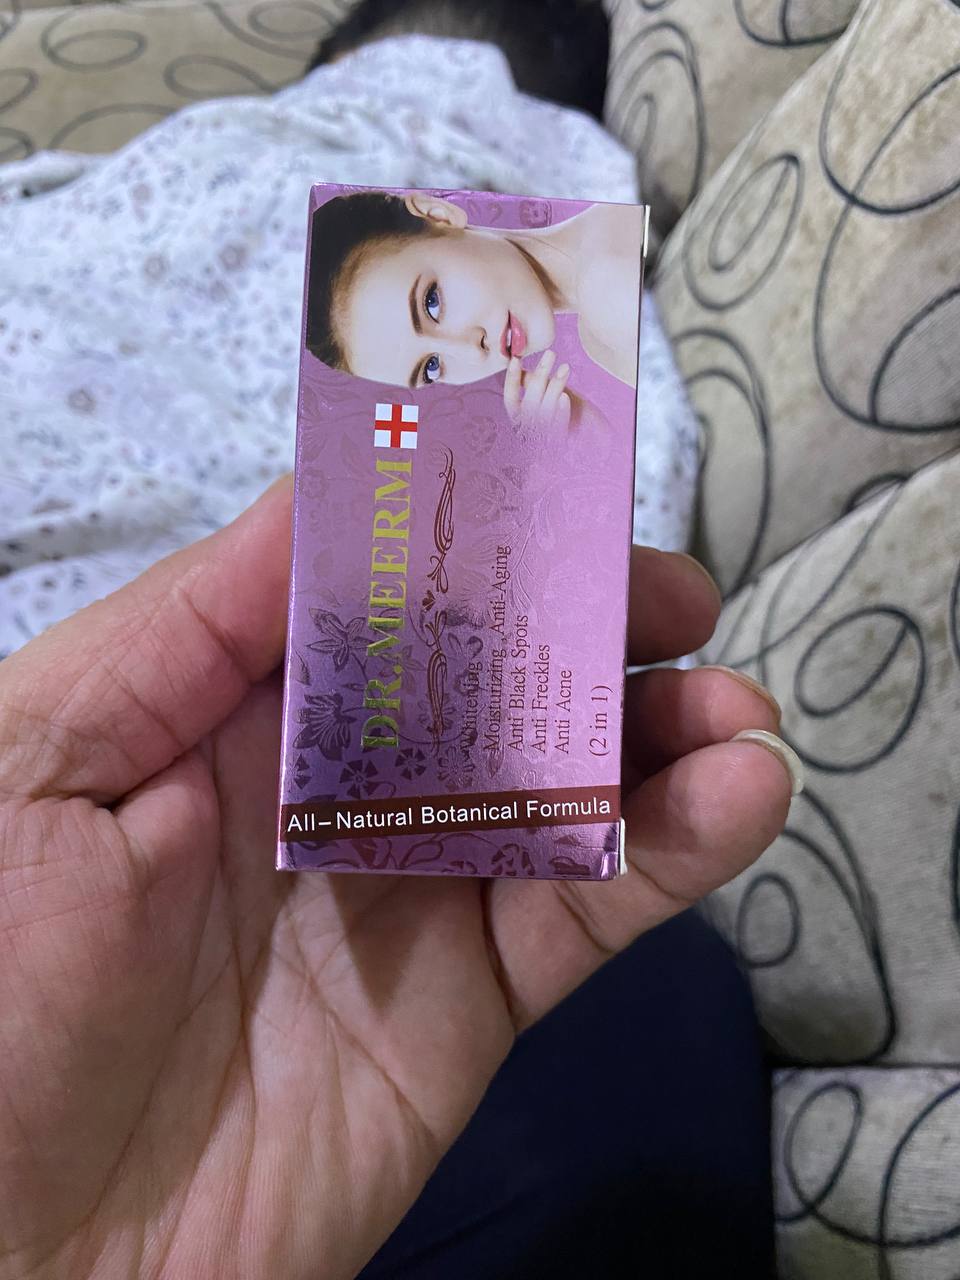 DR.MEERM
Whitening
Moisturizing , Anti-Aging
Anti Black Spots
Anti Freckles
Anti Acne
(2 in 1)
All-Natural Botanical Formula